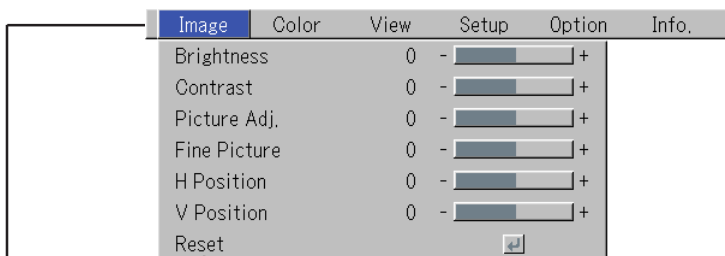 Image Color View Setup Option Info.
Brightness 0 - +
Contrast 0 - +
Picture Adj. 0 - +
Fine Picture 0 - +
H Position 0 - +
V Position 0 - +
Reset